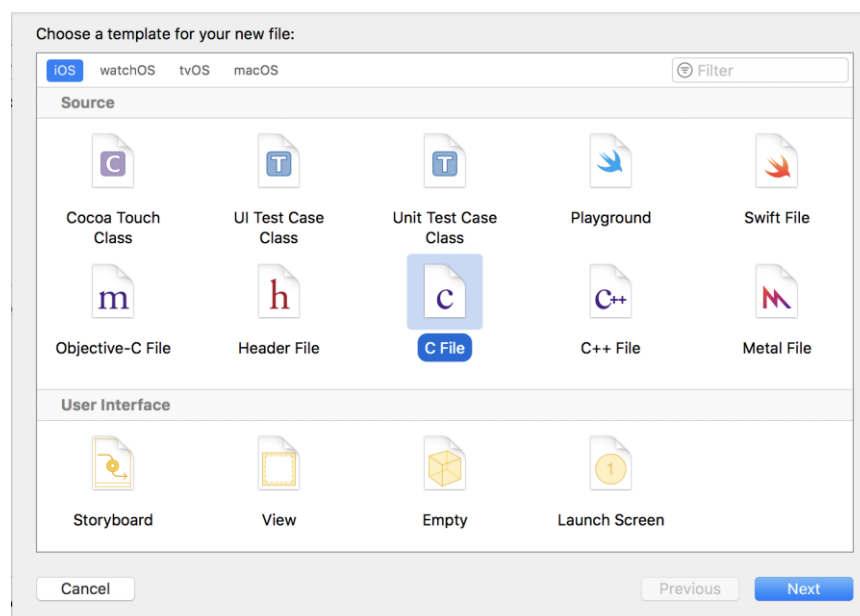 Choose a template for your new file:
iOS watchOS tvOS macOS Filter
Source
C T T
Cocoa Touch Class
UI Test Case Class
Unit Test Case Class
Playground
Swift File
m h c C++
Objective-C File Header File C File C++ File Metal File
User Interface
1
Storyboard View Empty Launch Screen
Cancel Previous Next